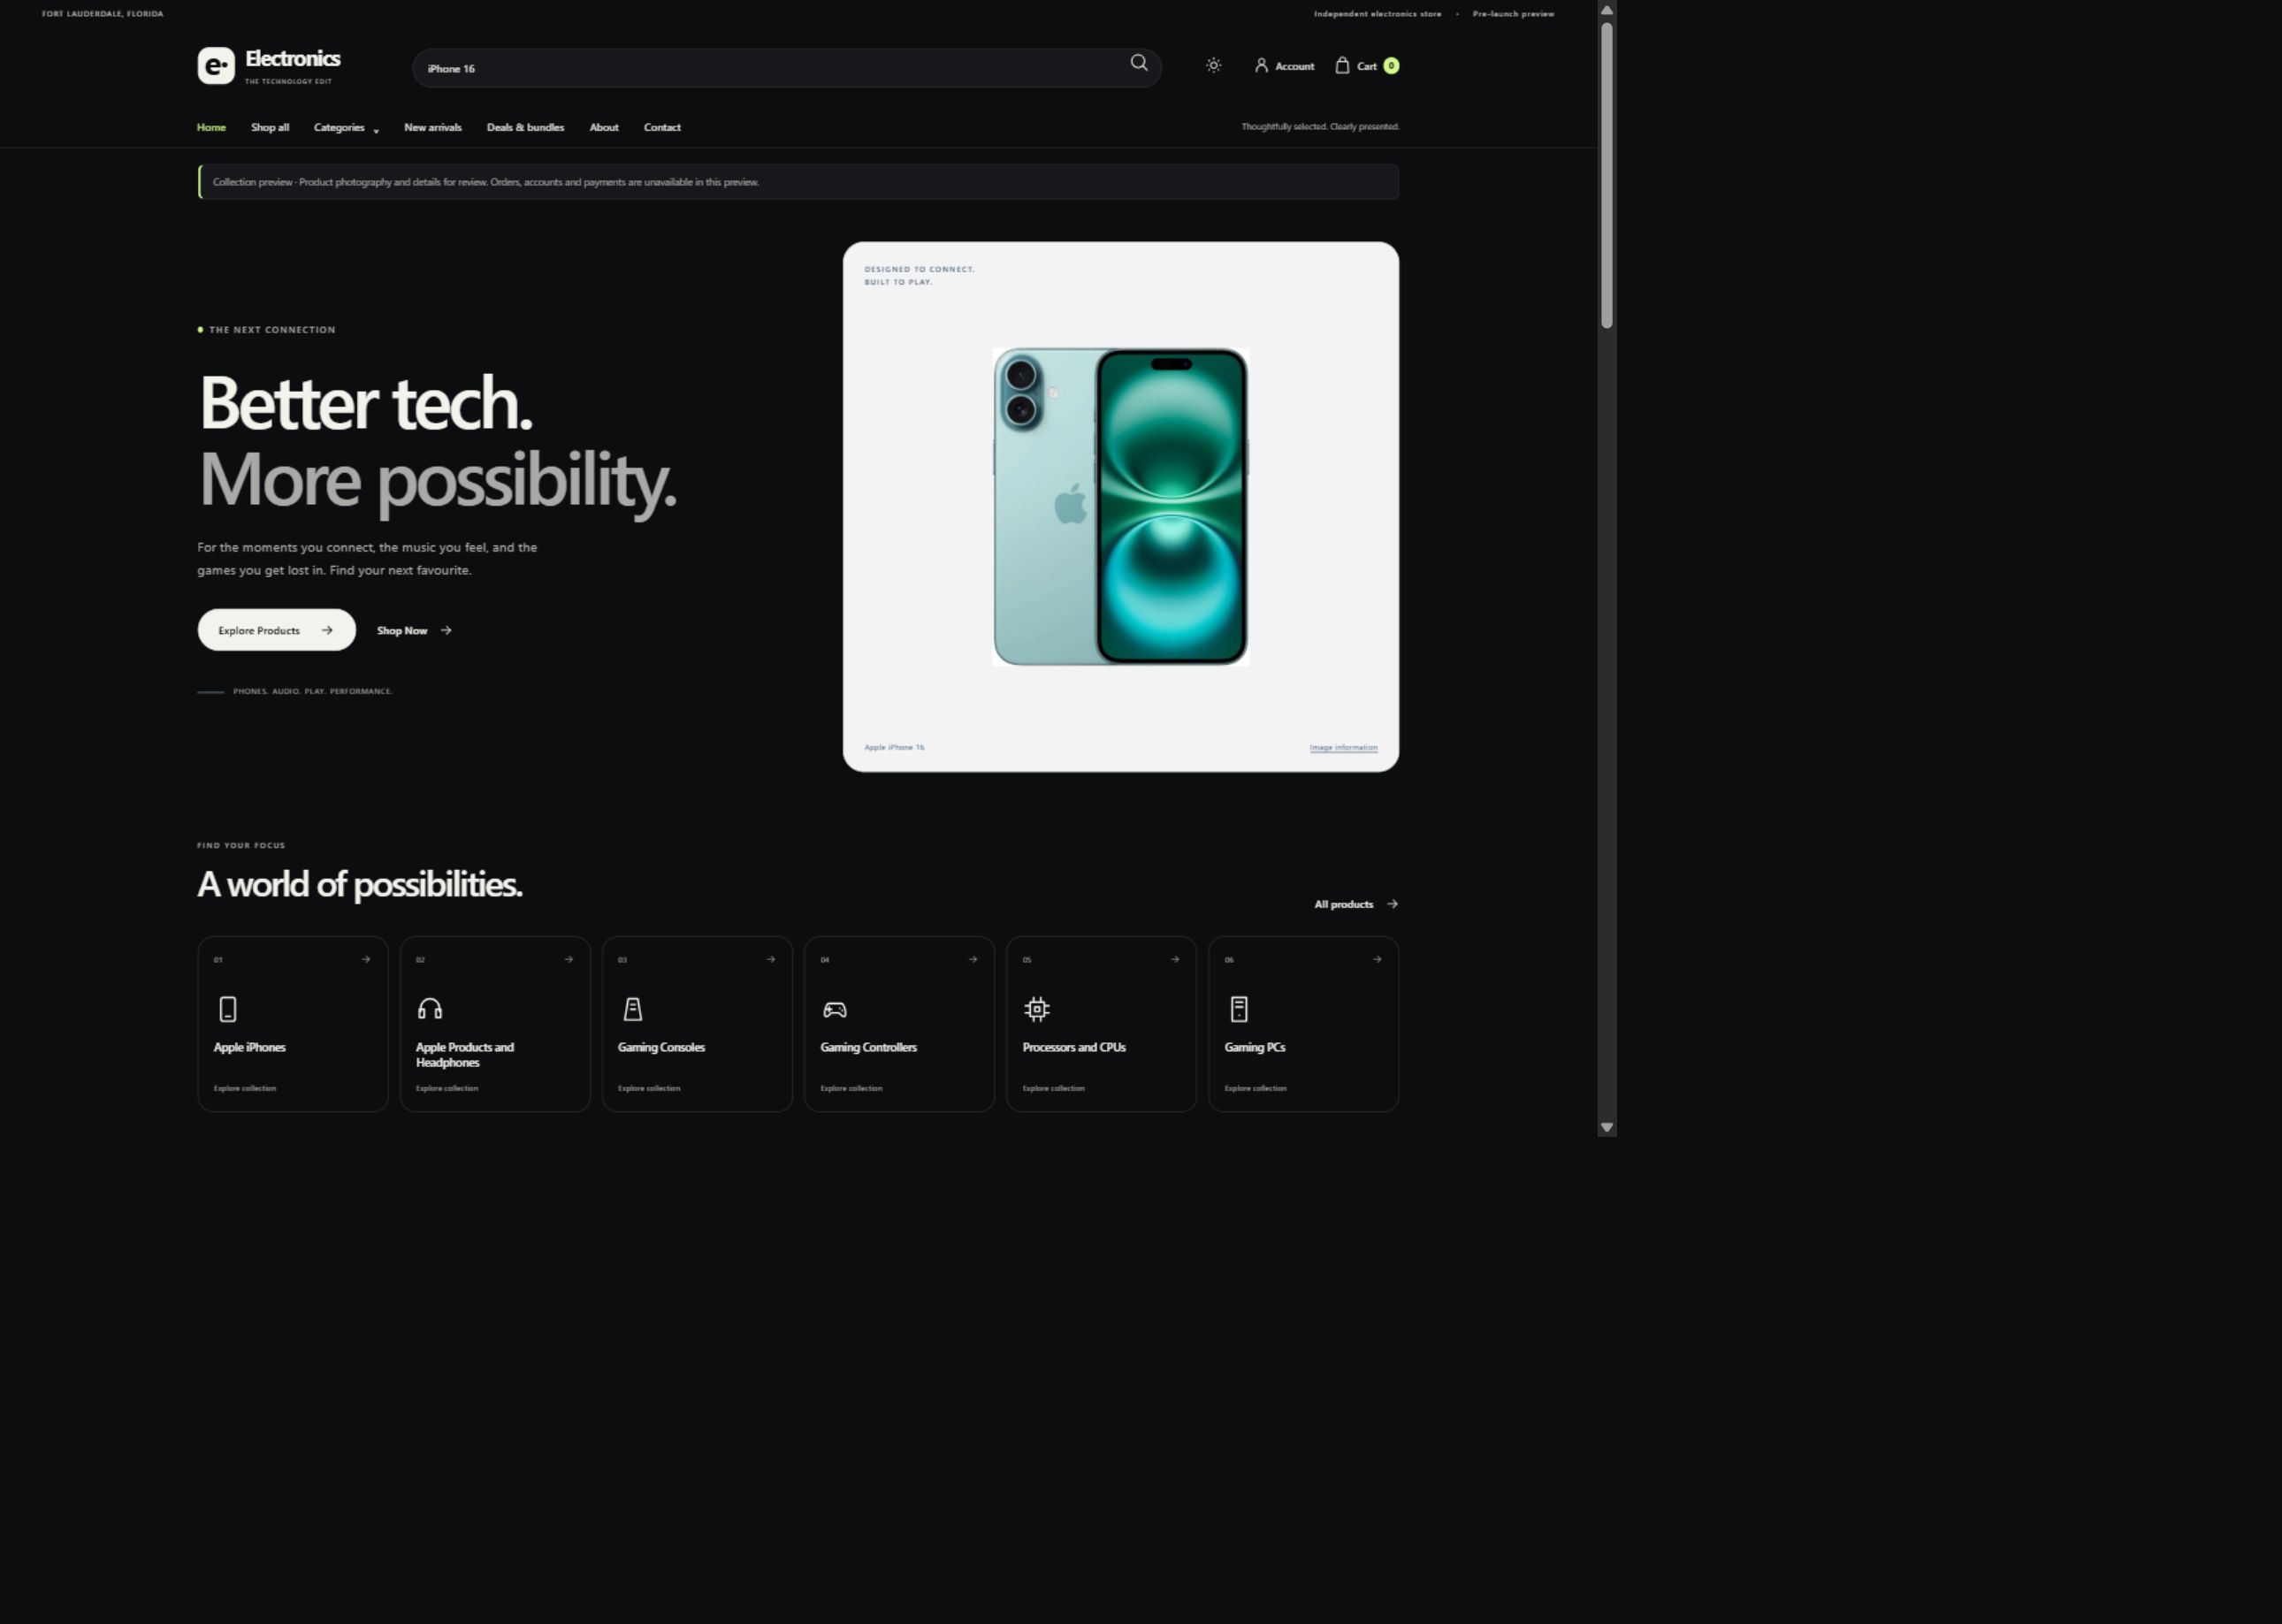 FORT LAUDERDALE, FLORIDA
Independent electronics store • Pre-launch preview
e
Electronics
THE TECHNOLOGY EDIT
iPhone 16
Account
Cart 0
Home Shop all Categories New arrivals Deals & bundles About Contact
Thoughtfully selected. Clearly presented.
Collection preview · Product photography and details for review. Orders, accounts and payments are unavailable in this preview.
THE NEXT CONNECTION
Better tech.
More possibility.
For the moments you connect, the music you feel, and the
games you get lost in. Find your next favourite.
Explore Products → Shop Now →
PHONES. AUDIO. PLAY. PERFORMANCE.
DESIGNED TO CONNECT.
BUILT TO PLAY.
Apple iPhone 16
Image information
FIND YOUR FOCUS
A world of possibilities.
All products →
01 →
Apple iPhones
Explore collection
02 →
Apple Products and
Headphones
Explore collection
03 →
Gaming Consoles
Explore collection
04 →
Gaming Controllers
Explore collection
05 →
Processors and CPUs
Explore collection
06 →
Gaming PCs
Explore collection